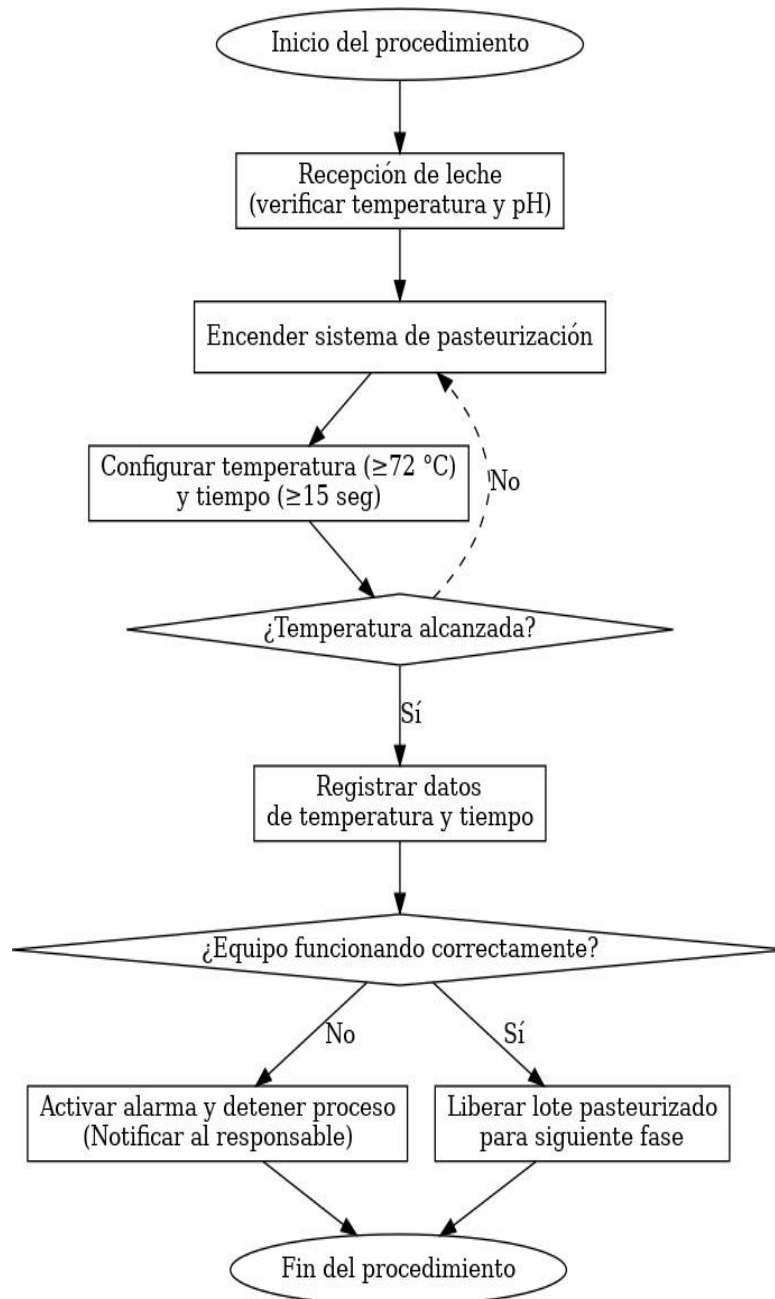 Inicio del procedimiento
Recepción de leche
(verificar temperatura y pH)
Encender sistema de pasteurización
Configurar temperatura (≥72 °C)
y tiempo (≥15 seg)
No
¿Temperatura alcanzada?
Sí
Registrar datos
de temperatura y tiempo
¿Equipo funcionando correctamente?
No
Sí
Activar alarma y detener proceso
(Notificar al responsable)
Liberar lote pasteurizado
para siguiente fase
Fin del procedimiento